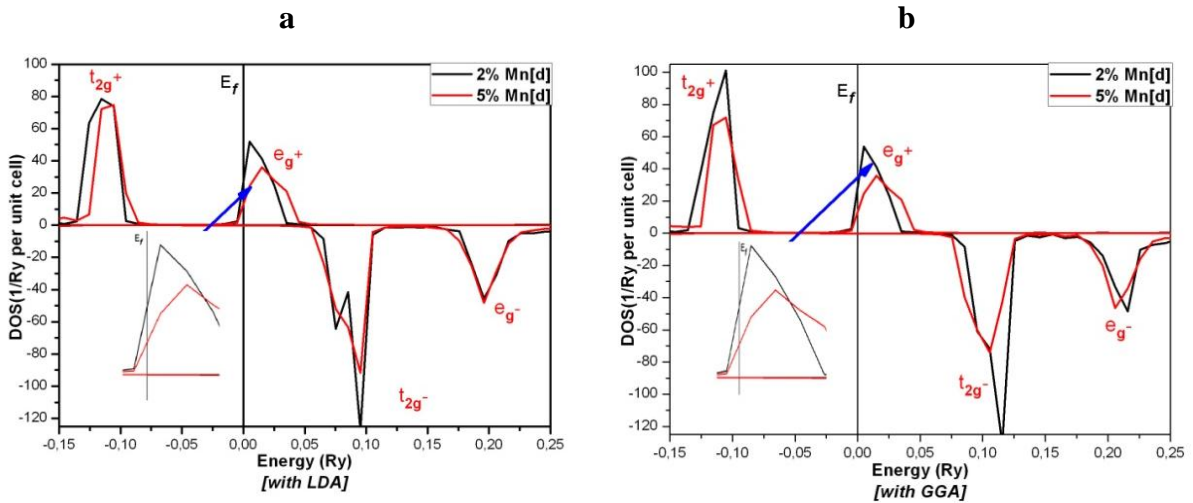 a
100
80
60
40
20
0
-20
-40
-60
-80
-100
-120
DOS(1/Ry per unit cell)
t2g+
Ef
2% Mn[d]
5% Mn[d]
eg+
Ef
eg-
t2g-
-0,15 -0,10 -0,05 0,00 0,05 0,10 0,15 0,20 0,25
Energy (Ry)
[with LDA]
b
120
100
80
60
40
20
0
-20
-40
-60
-80
-100
-120
DOS(1/Ry per unit cell)
t2g+
Ef
2% Mn[d]
5% Mn[d]
eg+
Ef
eg-
t2g-
-0,15 -0,10 -0,05 0,00 0,05 0,10 0,15 0,20 0,25
Energy (Ry)
[with GGA]